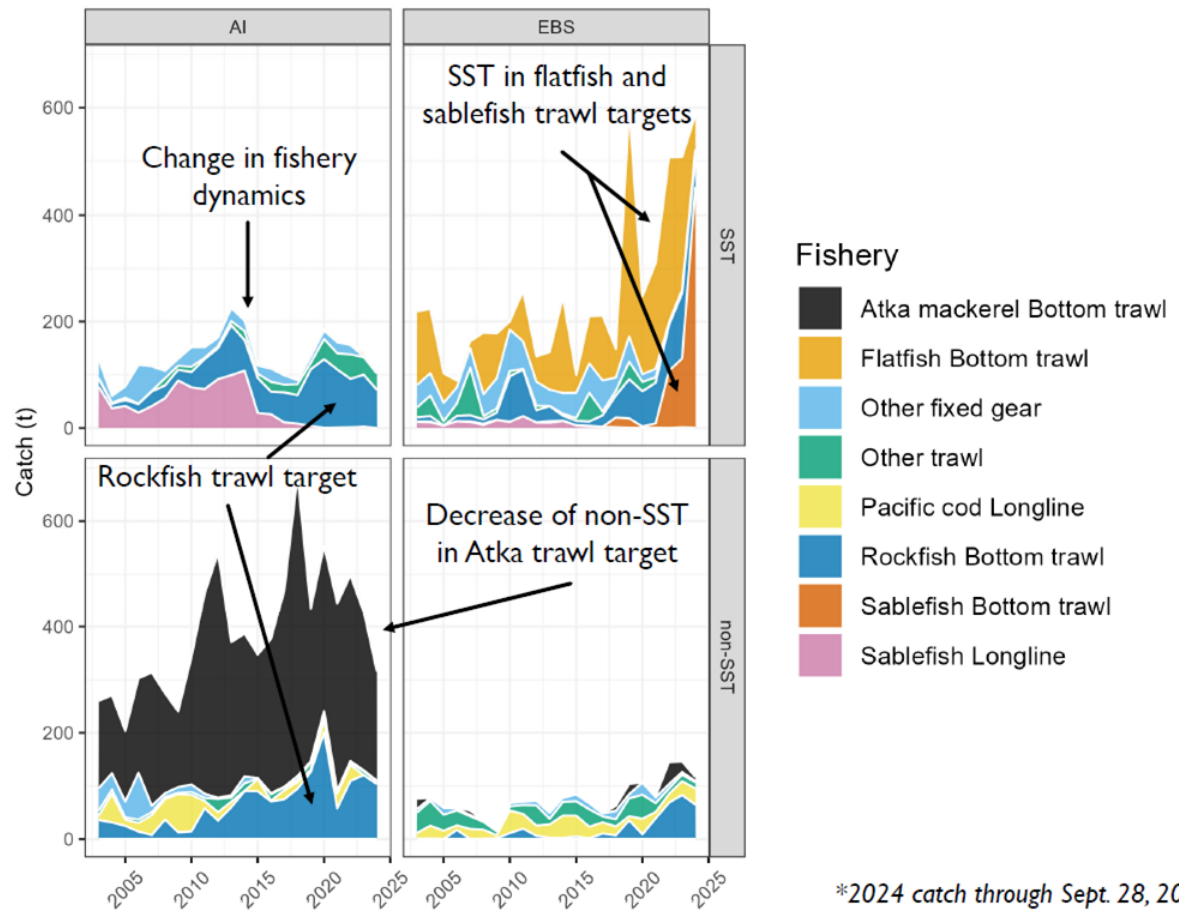 AI
EBS
SST
non-SST
Catch (t)
600
400
200
0
600
400
200
0
2005
2010
2015
2020
2025
2005
2010
2015
2020
2025
Change in fishery
dynamics
SST in flatfish and
sablefish trawl targets
Rockfish trawl target
Decrease of non-SST
in Atka trawl target
Fishery
Atka mackerel Bottom trawl
Flatfish Bottom trawl
Other fixed gear
Other trawl
Pacific cod Longline
Rockfish Bottom trawl
Sablefish Bottom trawl
Sablefish Longline
*2024 catch through Sept. 28, 20